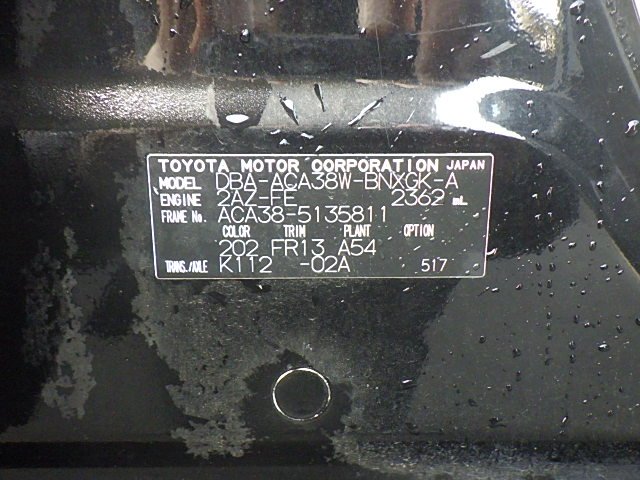 TOYOTA MOTOR CORPORATION JAPAN
MODEL DBA-ACA38W-BNXGK-A
ENGINE 2AZ-FE 2362 mL
FRAME No. ACA38-5135811
COLOR TRIM PLANT OPTION
202 FR13 A54
TRANS./AXLE K112 -02A 517